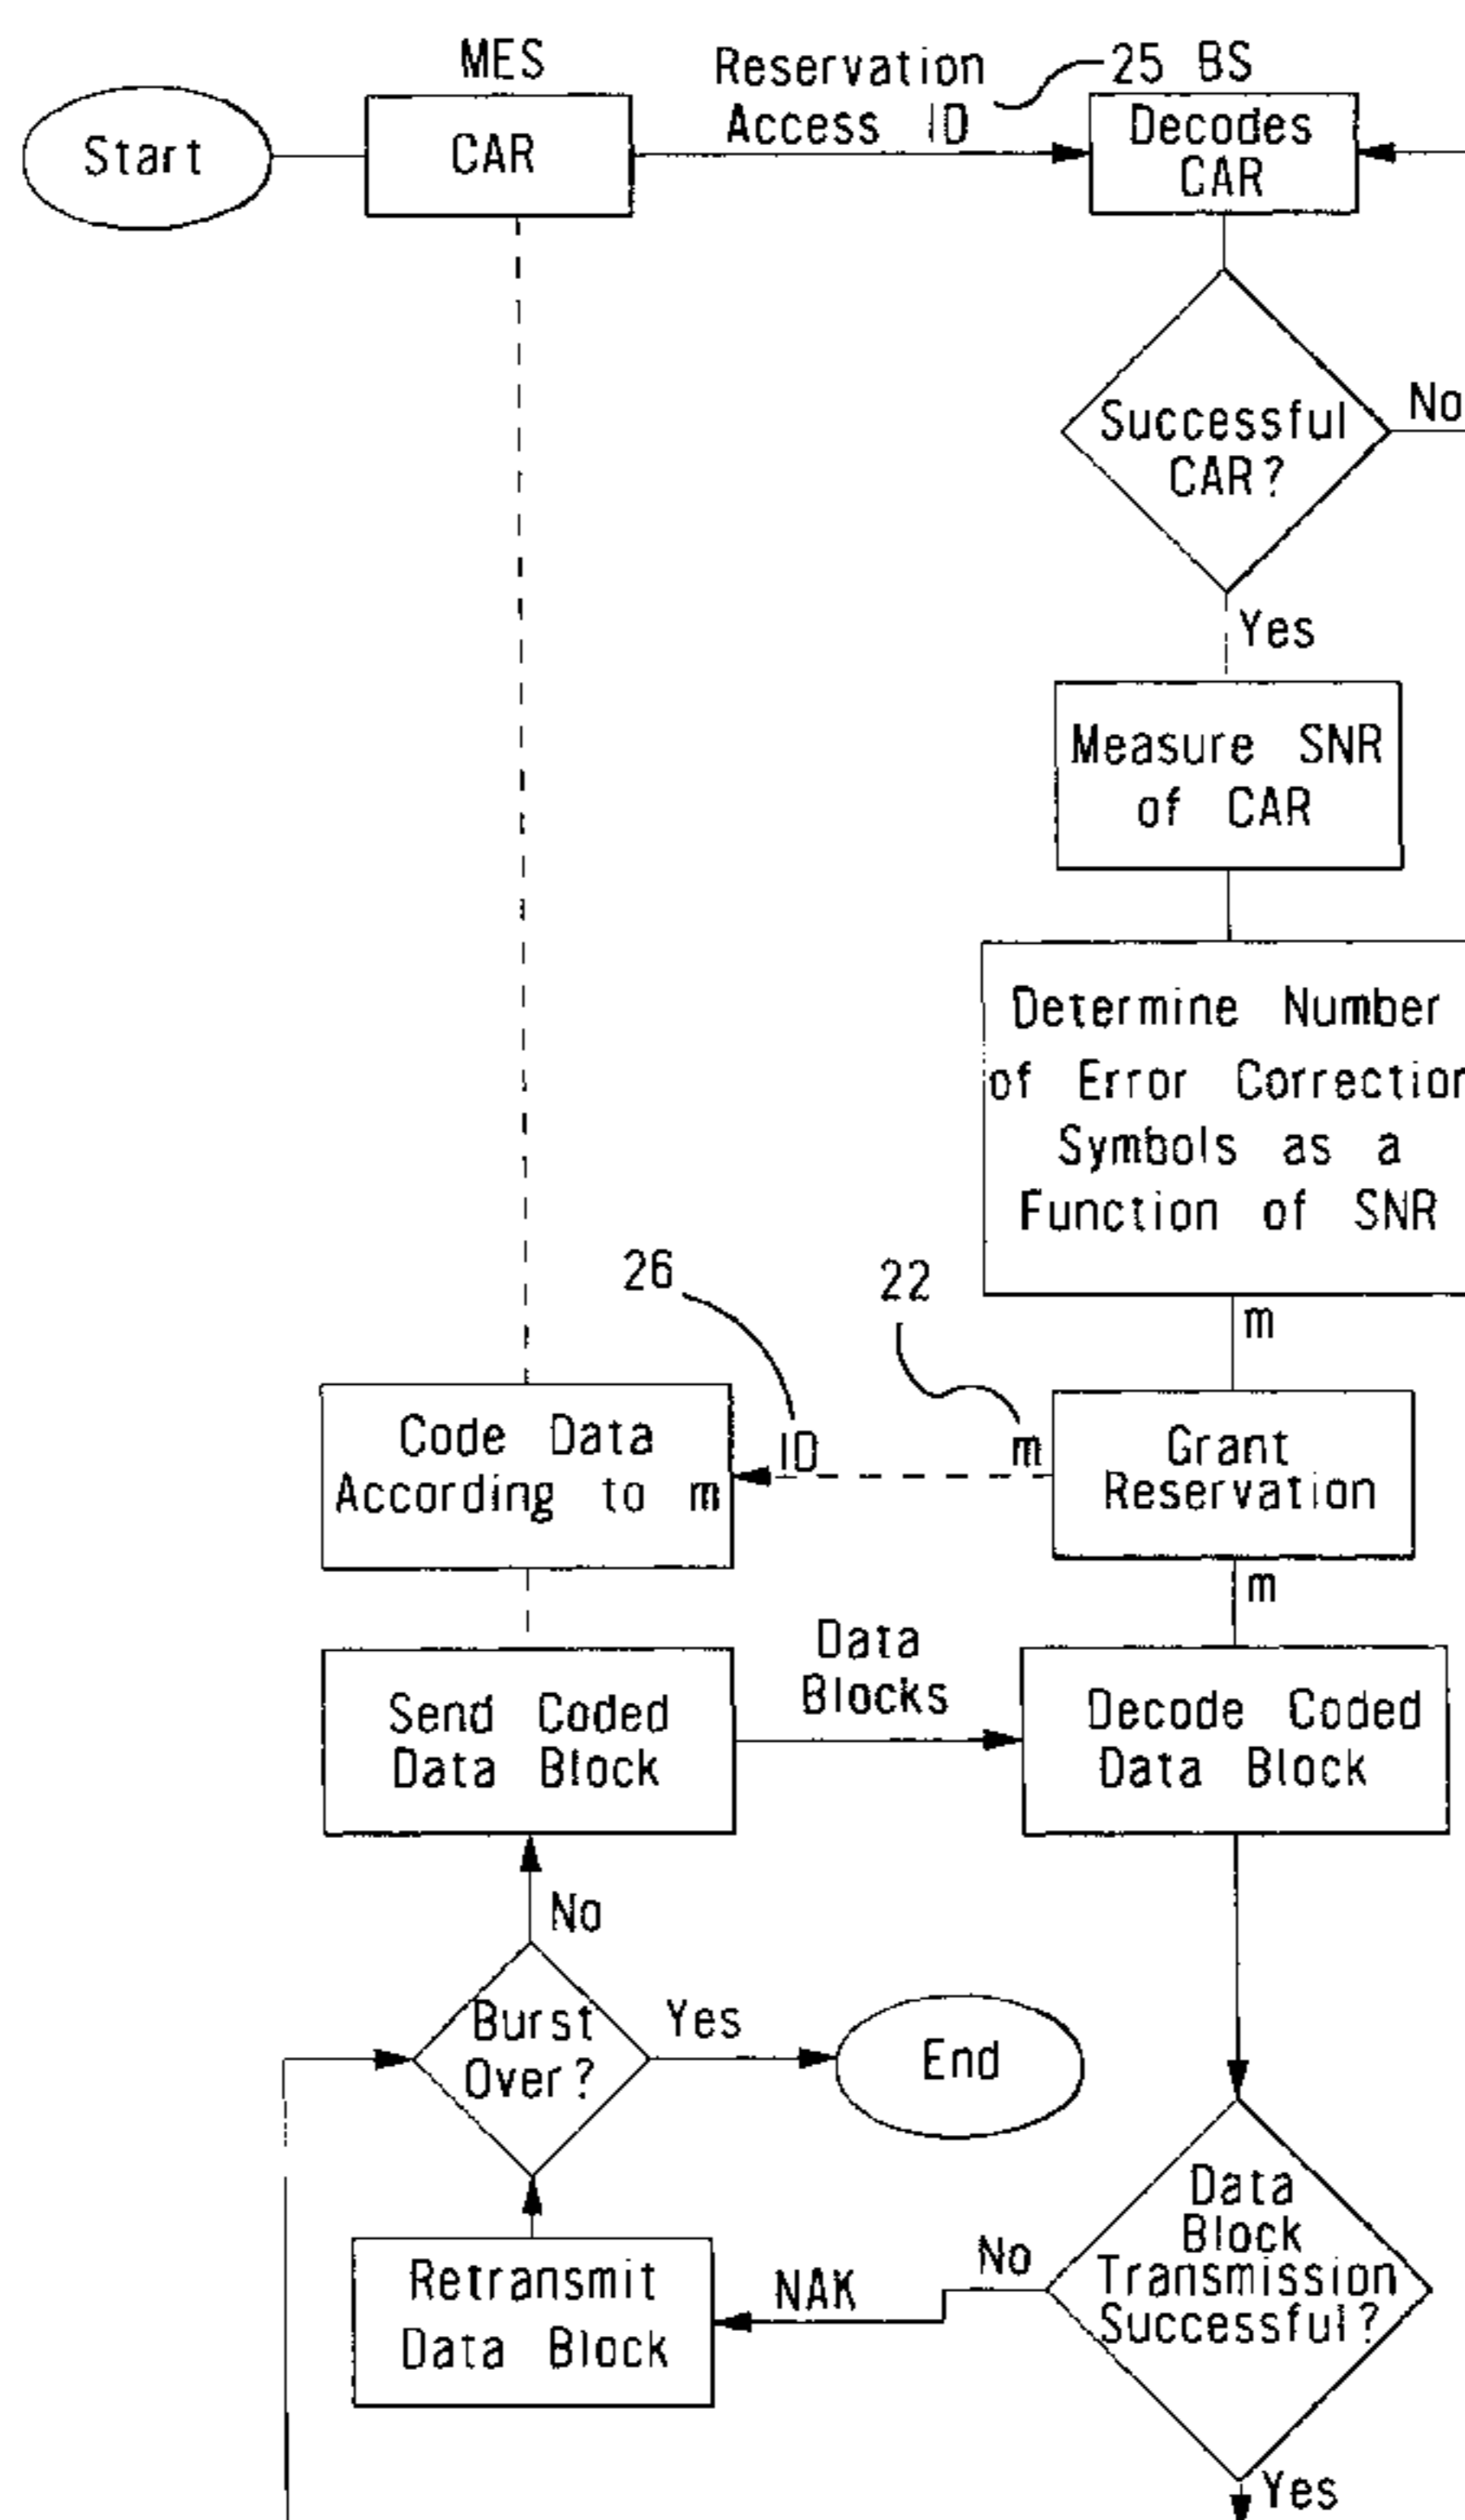 MES
Reservation
Access ID
25 BS
Start
CAR
Decodes
CAR
Successful
CAR?
No
Yes
Measure SNR
of CAR
Determine Number
of Error Correction
Symbols as a
Function of SNR
m
26
22
Code Data
According to m
ID
m
Grant
Reservation
m
Send Coded
Data Block
Data
Blocks
Decode Coded
Data Block
No
Burst
Over?
Yes
End
Data
Block
Transmission
Successful?
No
NAK
Retransmit
Data Block
Yes